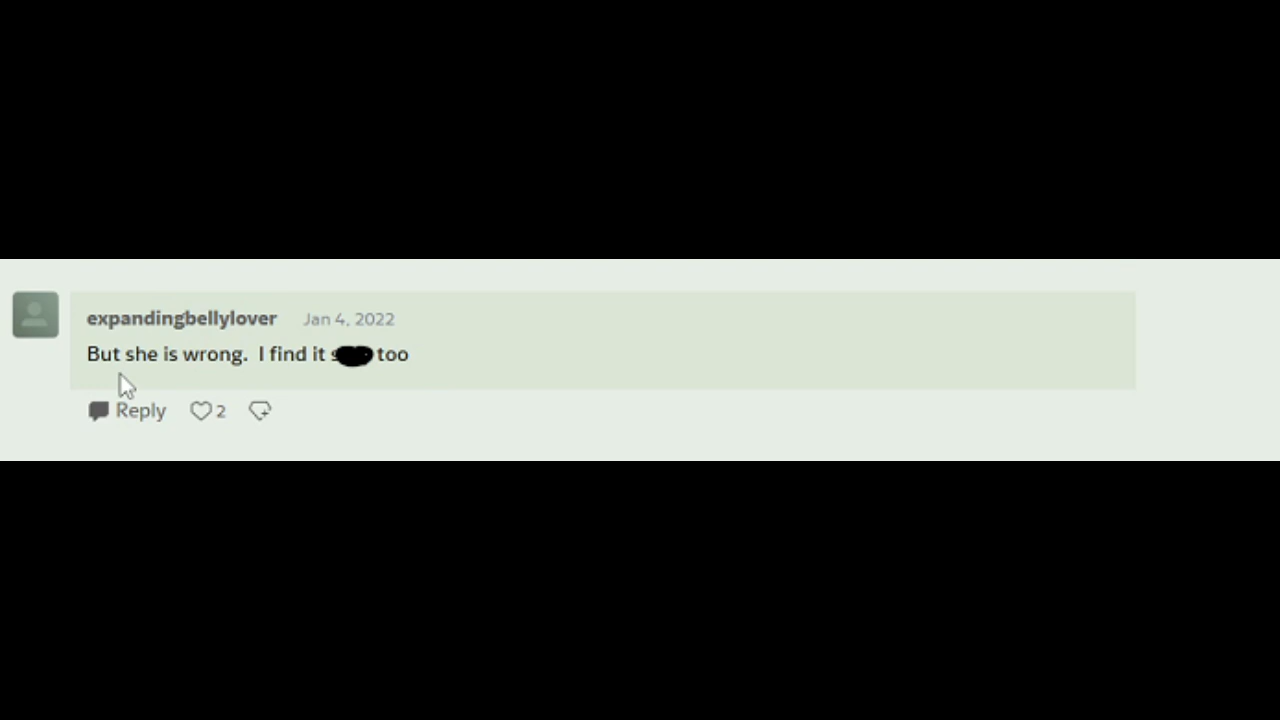 expandingbellylover Jan 4, 2022
But she is wrong. I find it too
Reply 2